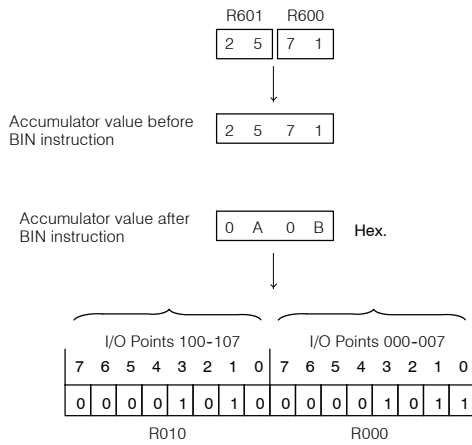 R601 R600
2 5 7 1
Accumulator value before
BIN instruction
2 5 7 1
Accumulator value after
BIN instruction
0 A 0 B Hex.
I/O Points 100-107 I/O Points 000-007
7 6 5 4 3 2 1 0 7 6 5 4 3 2 1 0
0 0 0 0 1 0 1 0 0 0 0 0 1 0 1 1
R010 R000